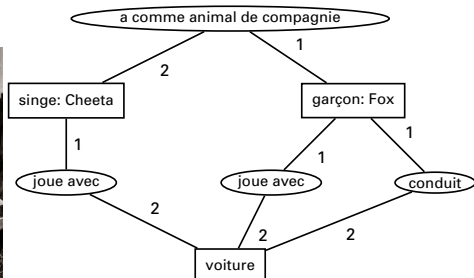 a comme animal de compagnie
2
1
singe: Cheeta
garçon: Fox
1
1
1
joue avec
joue avec
conduit
2
2
2
voiture